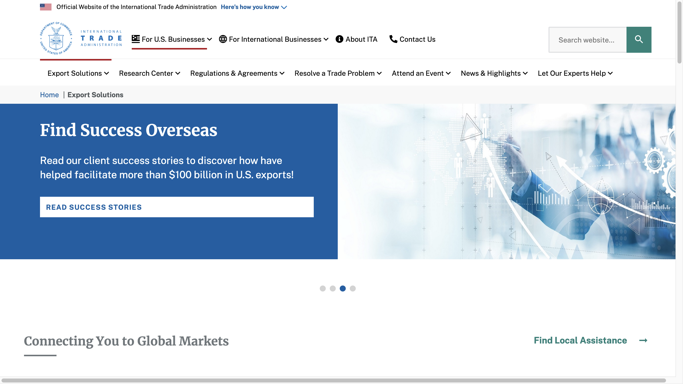 Official Website of the International Trade Administration Here's how you know
INTERNATIONAL
TRADE
ADMINISTRATION
For U.S. Businesses For International Businesses About ITA Contact Us
Search website...
Export Solutions Research Center Regulations & Agreements Resolve a Trade Problem Attend an Event News & Highlights Let Our Experts Help
Home | Export Solutions
Find Success Overseas
Read our client success stories to discover how have
helped facilitate more than $100 billion in U.S. exports!
READ SUCCESS STORIES
Connecting You to Global Markets
Find Local Assistance